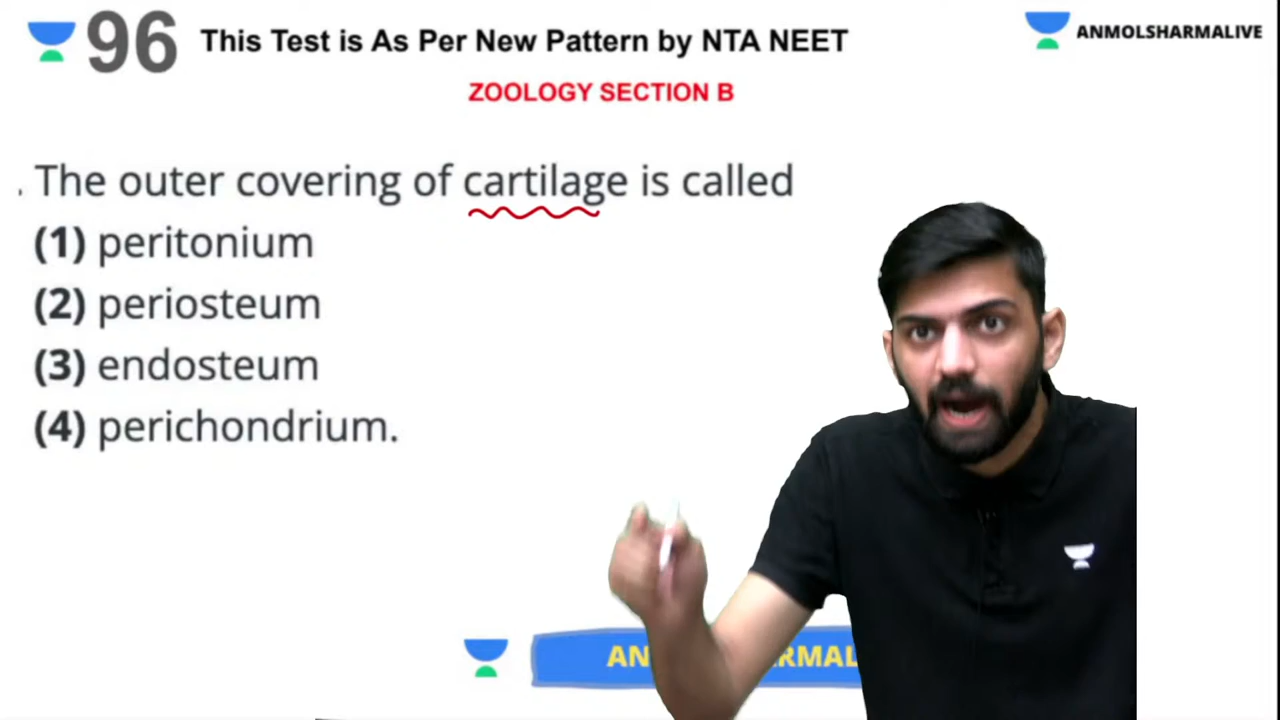 96 This Test is As Per New Pattern by NTA NEET
ANMOLSHARMALIVE
ZOOLOGY SECTION B
. The outer covering of cartilage is called
(1) peritonium
(2) periosteum
(3) endosteum
(4) perichondrium.